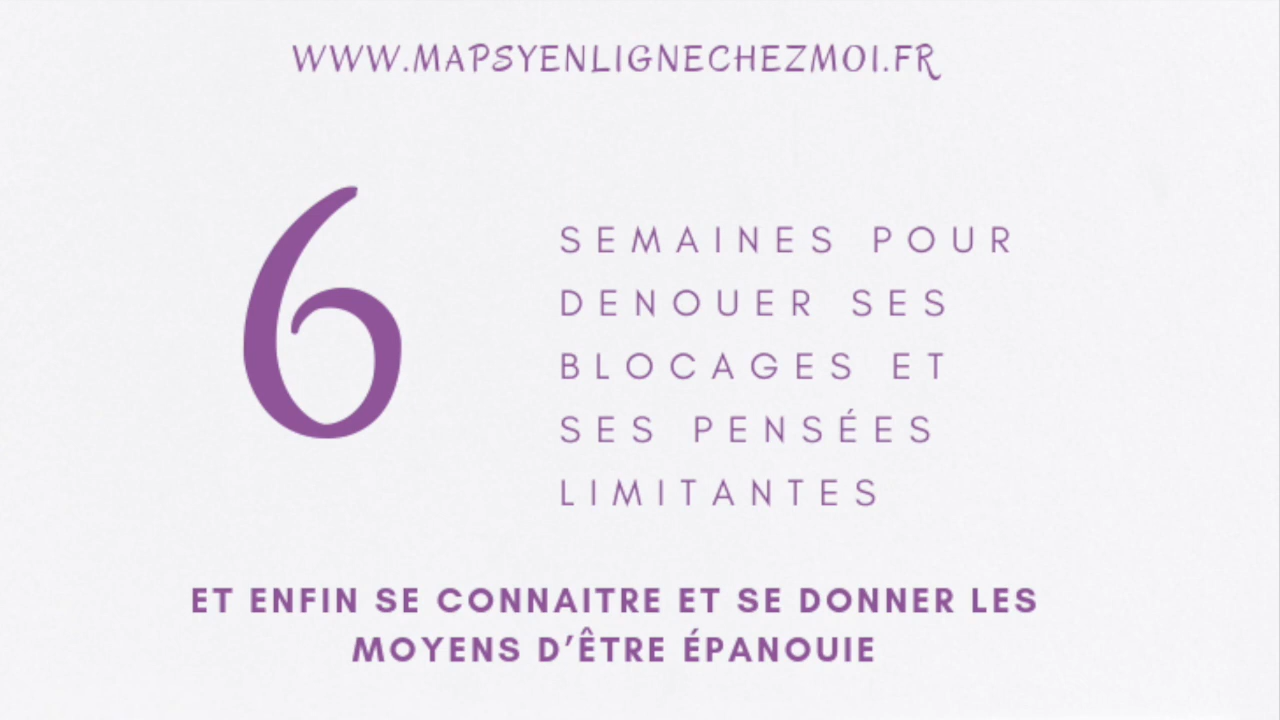 WWW.MAPSYENLIGNECHEZMOI.FR
6
SEMAINES POUR
DENOUER SES
BLOCAGES ET
SES PENSÉES
LIMITANTES
ET ENFIN SE CONNAITRE ET SE DONNER LES
MOYENS D’ÊTRE ÉPANOUIE